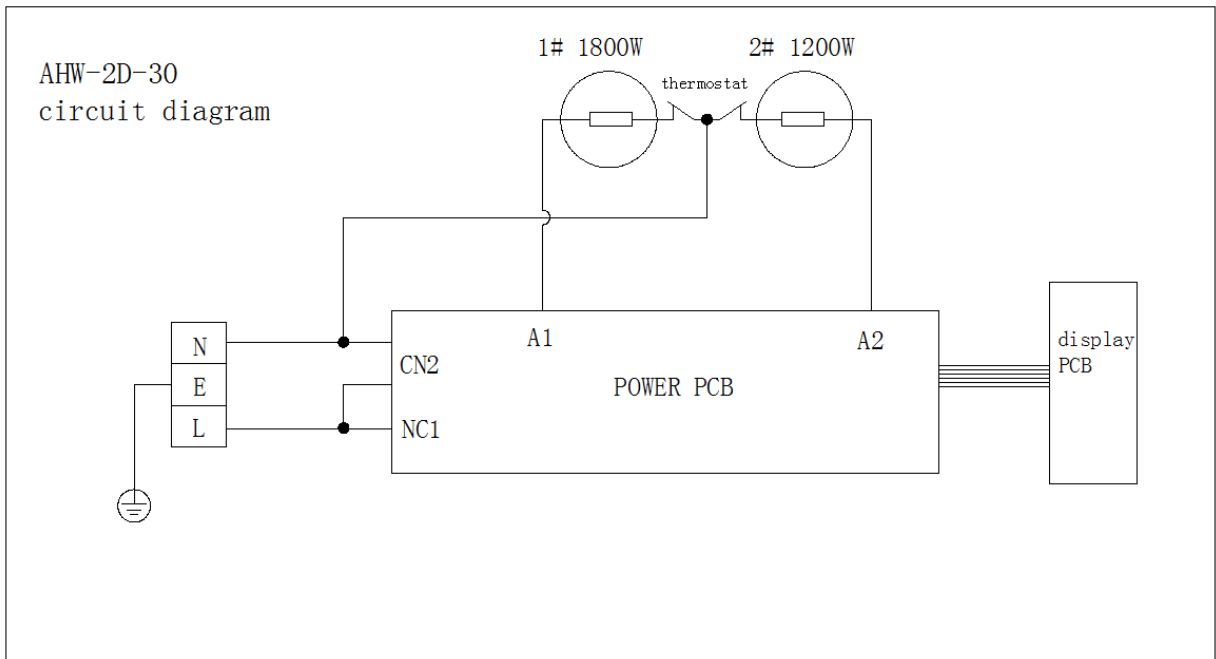 AHW-2D-30
circuit diagram
1# 1800W
2# 1200W
thermostat
N
E
L
CN2
NC1
A1
A2
POWER PCB
display
PCB